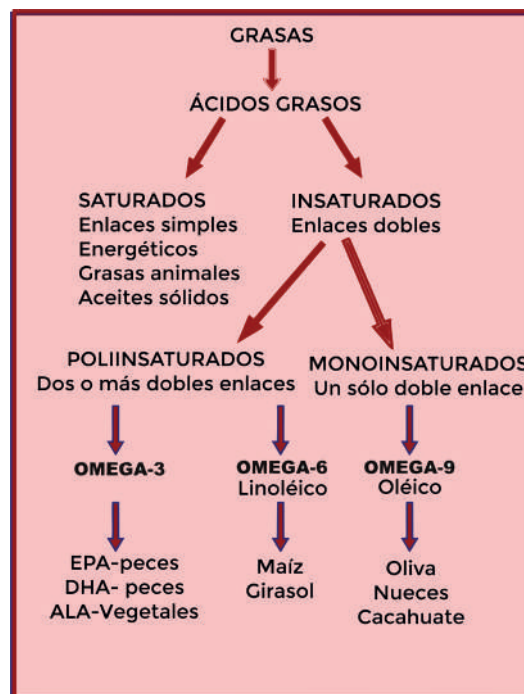 GRASAS
ÁCIDOS GRASOS
SATURADOS
Enlaces simples
Energéticos
Grasas animales
Aceites sólidos
INSATURADOS
Enlaces dobles
POLIINSATURADOS
Dos o más dobles enlaces
MONOINSATURADOS
Un sólo doble enlace
OMEGA-3
OMEGA-6
Linoléico
OMEGA-9
Oléico
EPA-peces
DHA- peces
ALA-Vegetales
Maíz
Girasol
Oliva
Nueces
Cacahuate